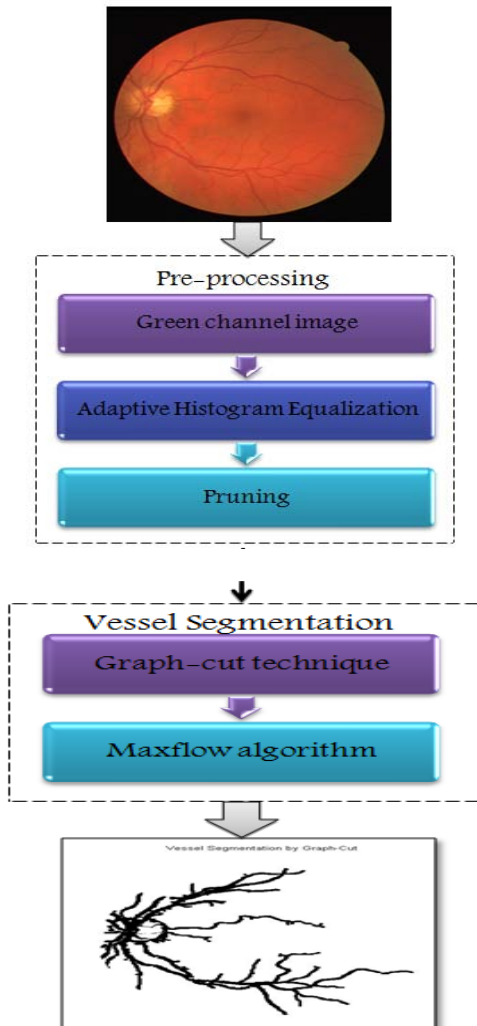 Pre-processing
Green channel image
Adaptive Histogram Equalization
Pruning
Vessel Segmentation
Graph-cut technique
Maxflow algorithm
Vessel Segmentation by Graph-Cut